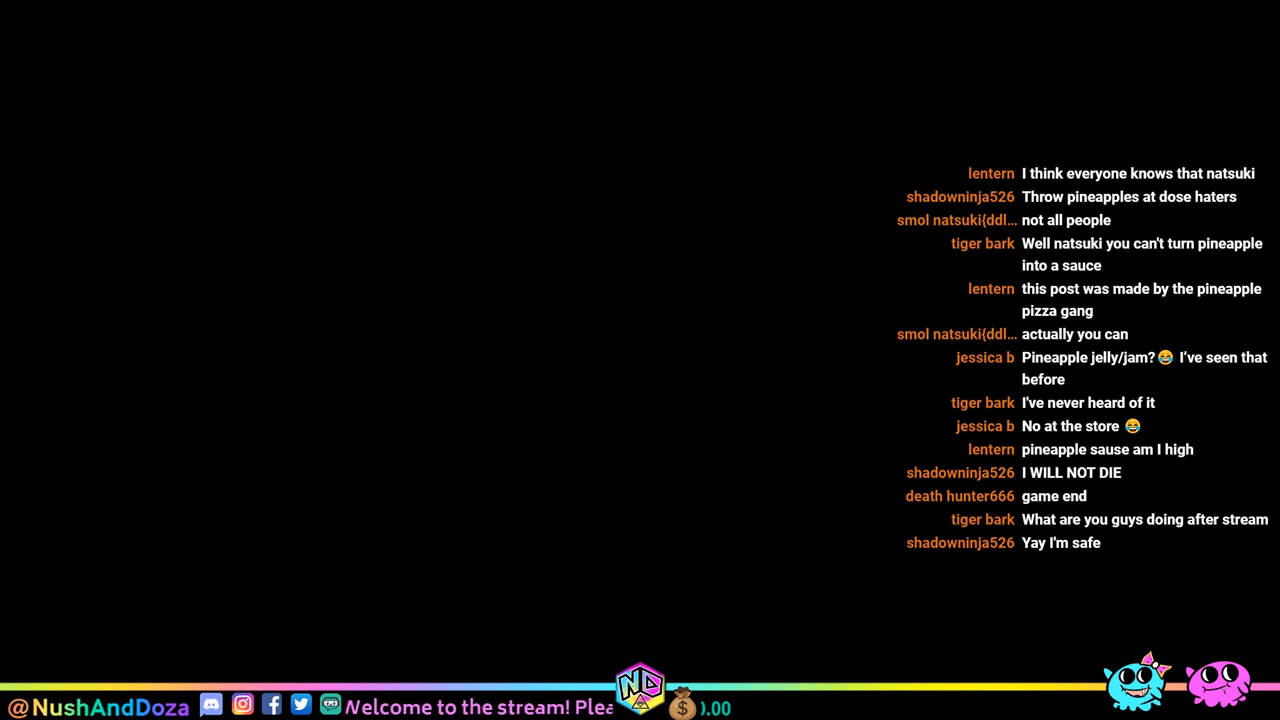 lentern I think everyone knows that natsuki
shadowninja526 Throw pineapples at dose haters
smol natsuki{ddl... not all people
tiger bark Well natsuki you can't turn pineapple
into a sauce
lentern this post was made by the pineapple
pizza gang
smol natsuki{ddl... actually you can
jessica b Pineapple jelly/jam?😂 I've seen that
before
tiger bark I've never heard of it
jessica b No at the store 😂
lentern pineapple sause am I high
shadowninja526 I WILL NOT DIE
death hunter666 game end
tiger bark What are you guys doing after stream
shadowninja526 Yay I'm safe
@NushAndDoza Welcome to the stream! Plea ND 0.00